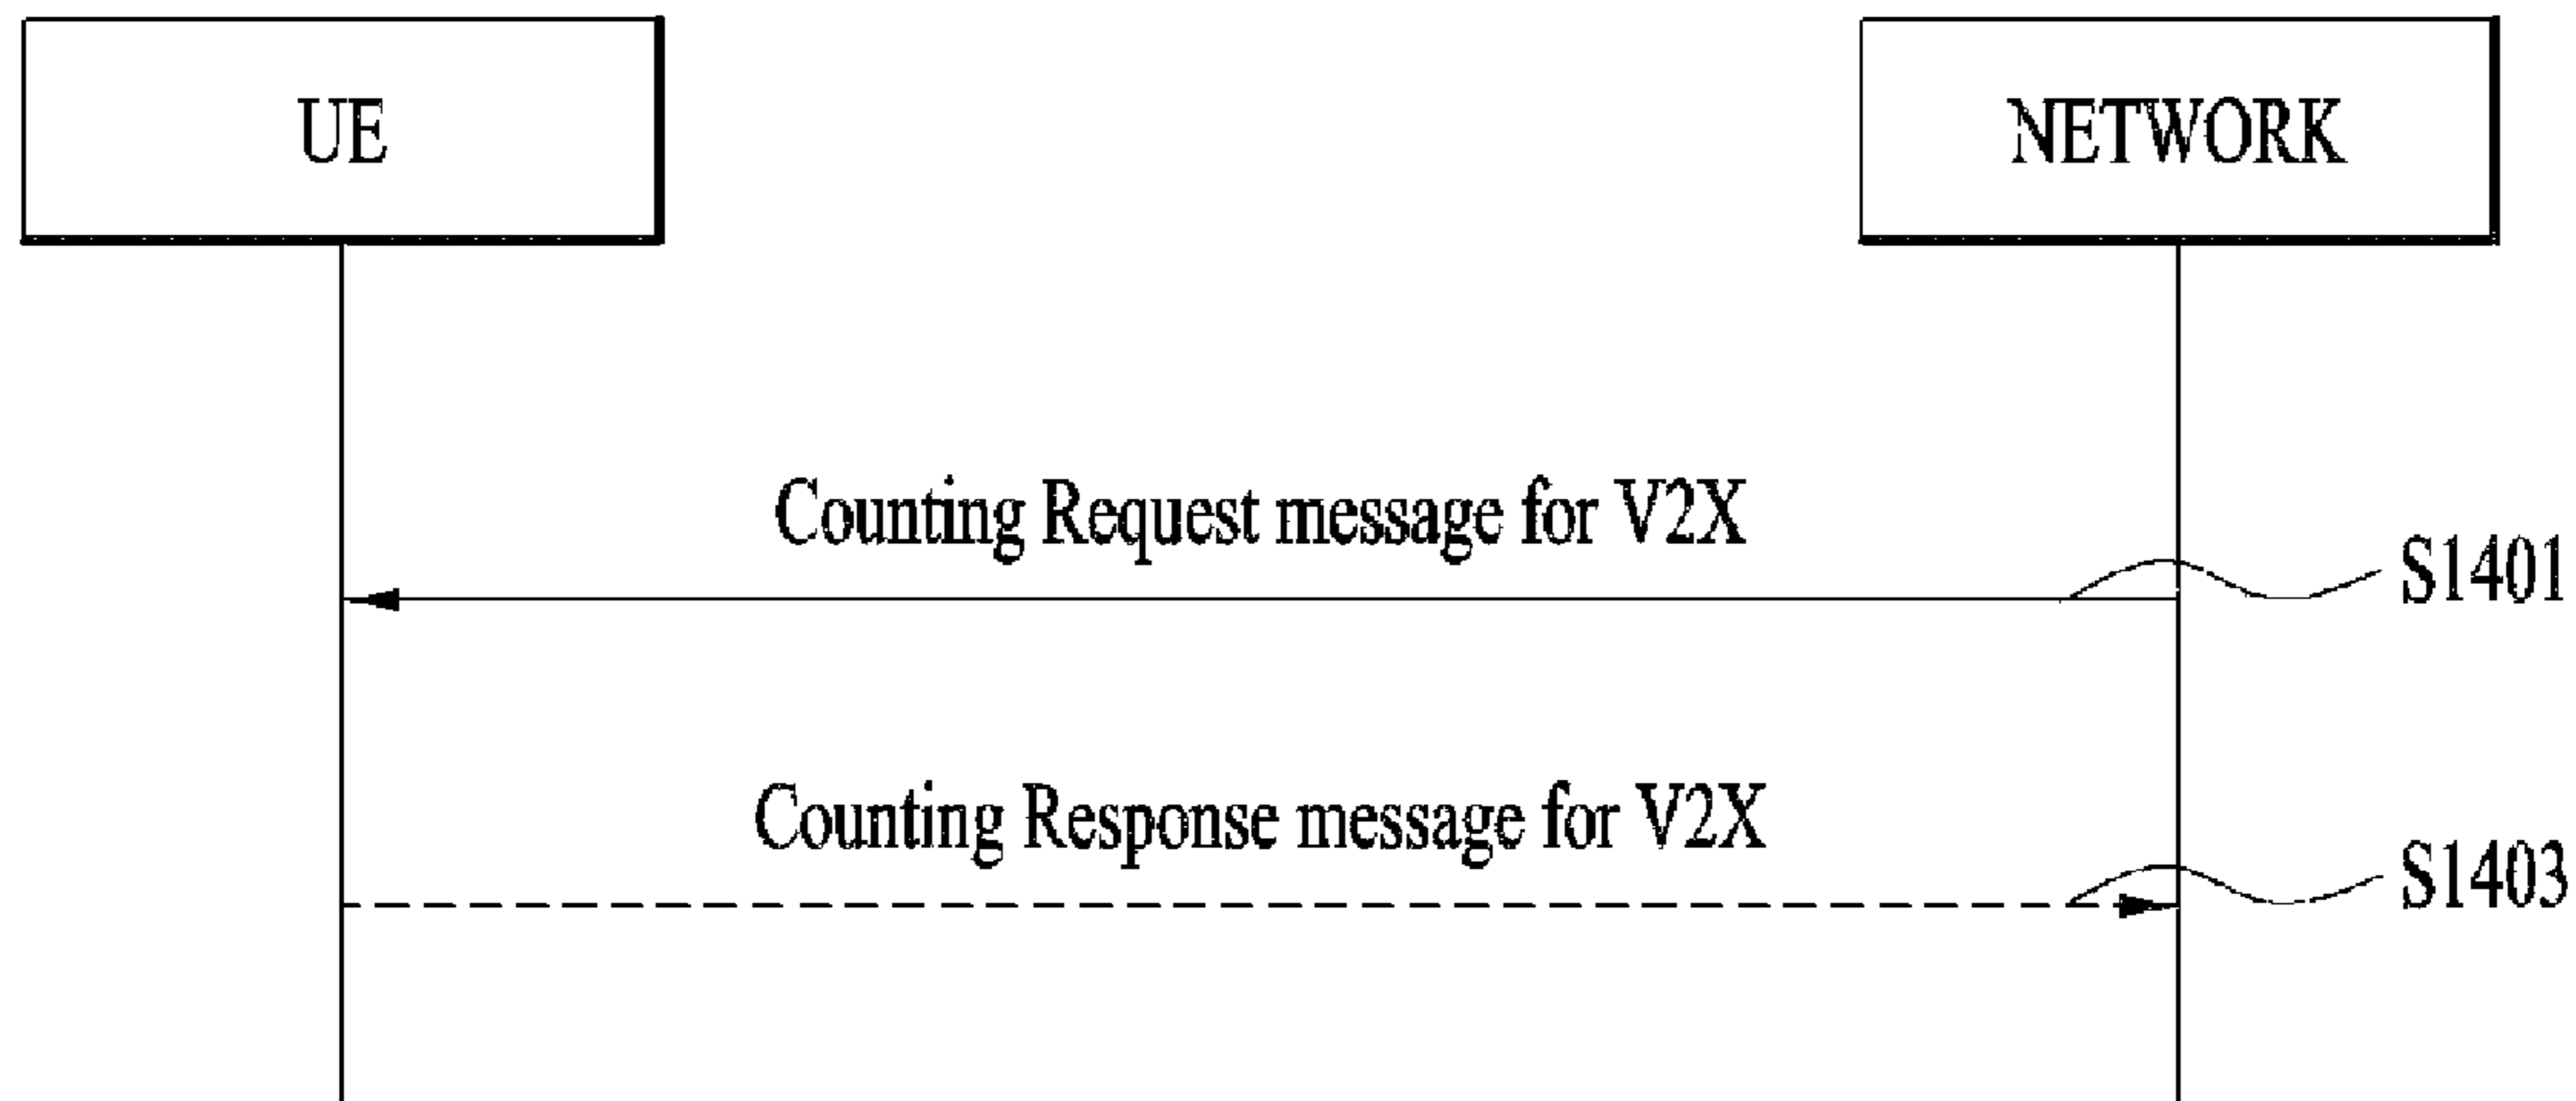 UE
NETWORK
Counting Request message for V2X
S1401
Counting Response message for V2X
S1403